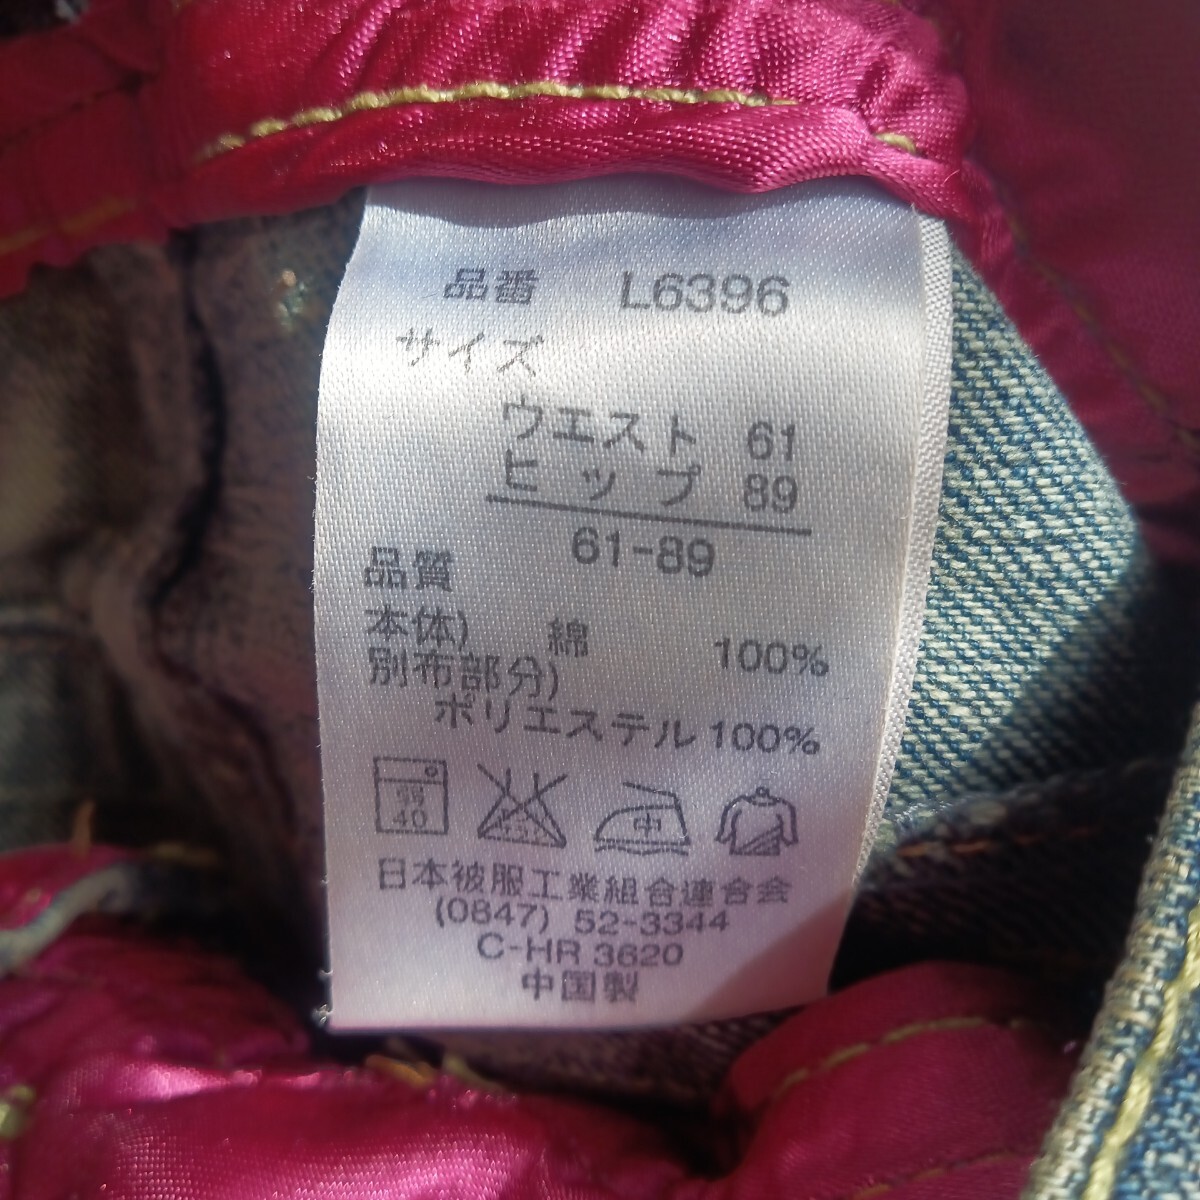 品番 L6396
サイズ
ウエスト 61
ヒップ 89
61-89
品質
本体) 綿 100%
別布部分)
ポリエステル 100%
40
中
日本被服工業組合連合会
(0847) 52-3344
C-HR 3620
中国製